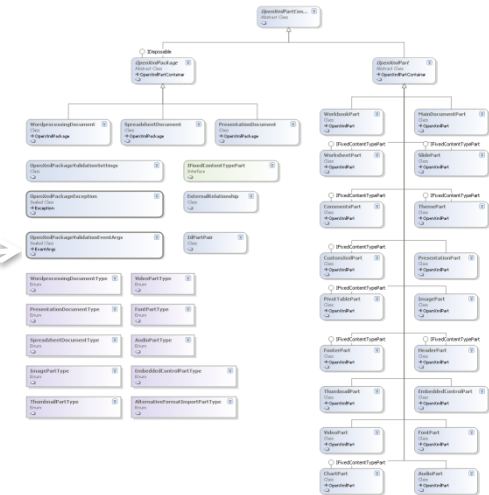 OpenXmlPartCon...
Abstract Class
IDisposable
OpenXmlPackage
Abstract Class
OpenXmlPartContainer
OpenXmlPart
Abstract Class
OpenXmlPartContainer
WordprocessingDocument
Class
OpenXmlPackage
SpreadsheetDocument
Class
OpenXmlPackage
PresentationDocument
Class
OpenXmlPackage
OpenXmlPackageValidationSettings
Class
IFixedContentTypePart
Interface
OpenXmlPackageException
Sealed Class
Exception
ExternalRelationship
Class
OpenXmlPackageValidationEventArgs
Sealed Class
EventArgs
IdPartPair
Class
WordprocessingDocumentType
Enum
VideoPartType
Enum
PresentationDocumentType
Enum
FontPartType
Enum
SpreadsheetDocumentType
Enum
AudioPartType
Enum
ImagePartType
Enum
EmbeddedControlPartType
Enum
ThumbnailPartType
Enum
AlternativeFormatImportPartType
Enum
WorkbookPart
Class
OpenXmlPart
MainDocumentPart
Class
OpenXmlPart
IFixedContentTypePart
WorksheetPart
Class
OpenXmlPart
IFixedContentTypePart
SlidePart
Class
OpenXmlPart
IFixedContentTypePart
CommentsPart
Class
OpenXmlPart
IFixedContentTypePart
ThemePart
Class
OpenXmlPart
IFixedContentTypePart
CustomXmlPart
Class
OpenXmlPart
PresentationPart
Class
OpenXmlPart
IFixedContentTypePart
PivotTablePart
Class
OpenXmlPart
ImagePart
Class
OpenXmlPart
IFixedContentTypePart
FooterPart
Class
OpenXmlPart
IFixedContentTypePart
HeaderPart
Class
OpenXmlPart
ThumbnailPart
Class
OpenXmlPart
EmbeddedControlPart
Class
OpenXmlPart
VideoPart
Class
OpenXmlPart
FontPart
Class
OpenXmlPart
IFixedContentTypePart
ChartPart
Class
OpenXmlPart
AudioPart
Class
OpenXmlPart